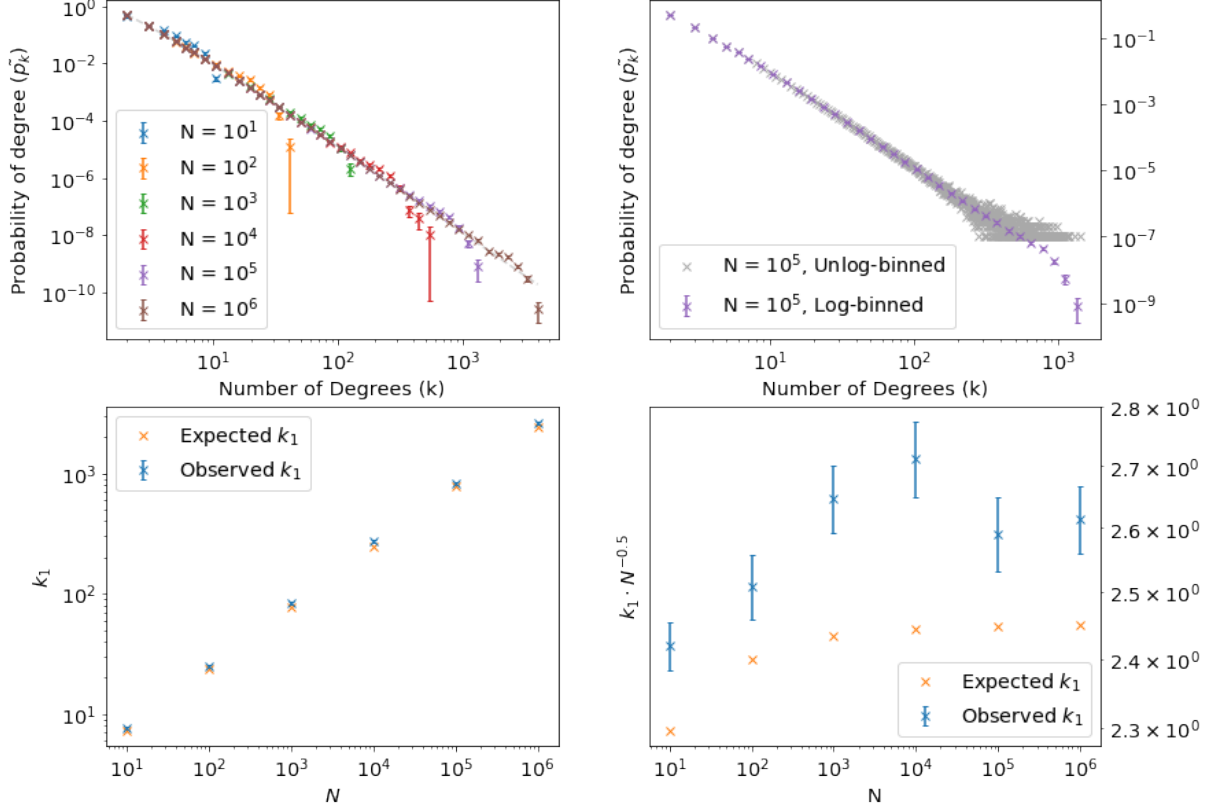 10^0
10^-2
10^-4
10^-6
10^-8
10^-10
Probability of degree (p̃_k)
N = 10^1
N = 10^2
N = 10^3
N = 10^4
N = 10^5
N = 10^6
10^1 10^2 10^3
Number of Degrees (k)
Probability of degree (p̃_k)
10^-1
10^-3
10^-5
10^-7
10^-9
N = 10^5, Unlog-binned
N = 10^5, Log-binned
10^1 10^2 10^3
Number of Degrees (k)
k_1
10^3
10^2
10^1
Expected k_1
Observed k_1
10^1 10^2 10^3 10^4 10^5 10^6
N
k_1 · N^-0.5
2.8 × 10^0
2.7 × 10^0
2.6 × 10^0
2.5 × 10^0
2.4 × 10^0
2.3 × 10^0
Expected k_1
Observed k_1
10^1 10^2 10^3 10^4 10^5 10^6
N